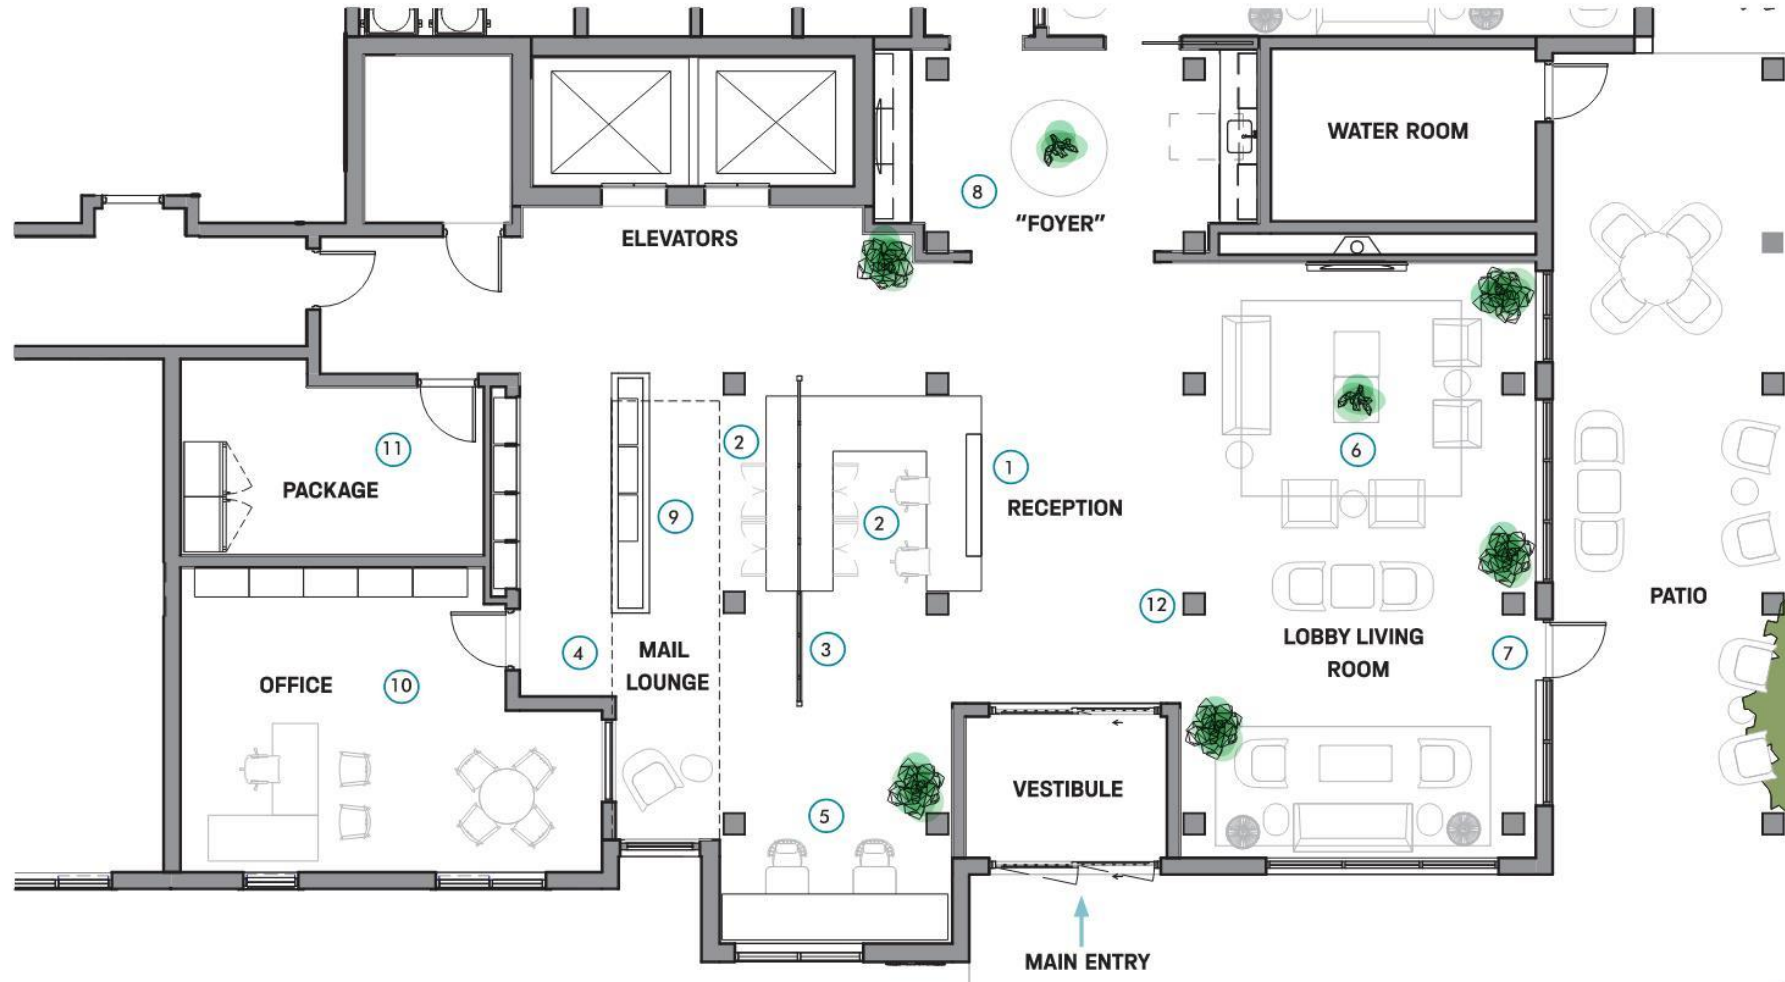 WATER ROOM
8
"FOYER"
ELEVATORS
2
11
6
1
PACKAGE
RECEPTION
9
2
12
PATIO
LOBBY LIVING
ROOM
7
4
MAIL
LOUNGE
3
OFFICE
10
VESTIBULE
5
MAIN ENTRY